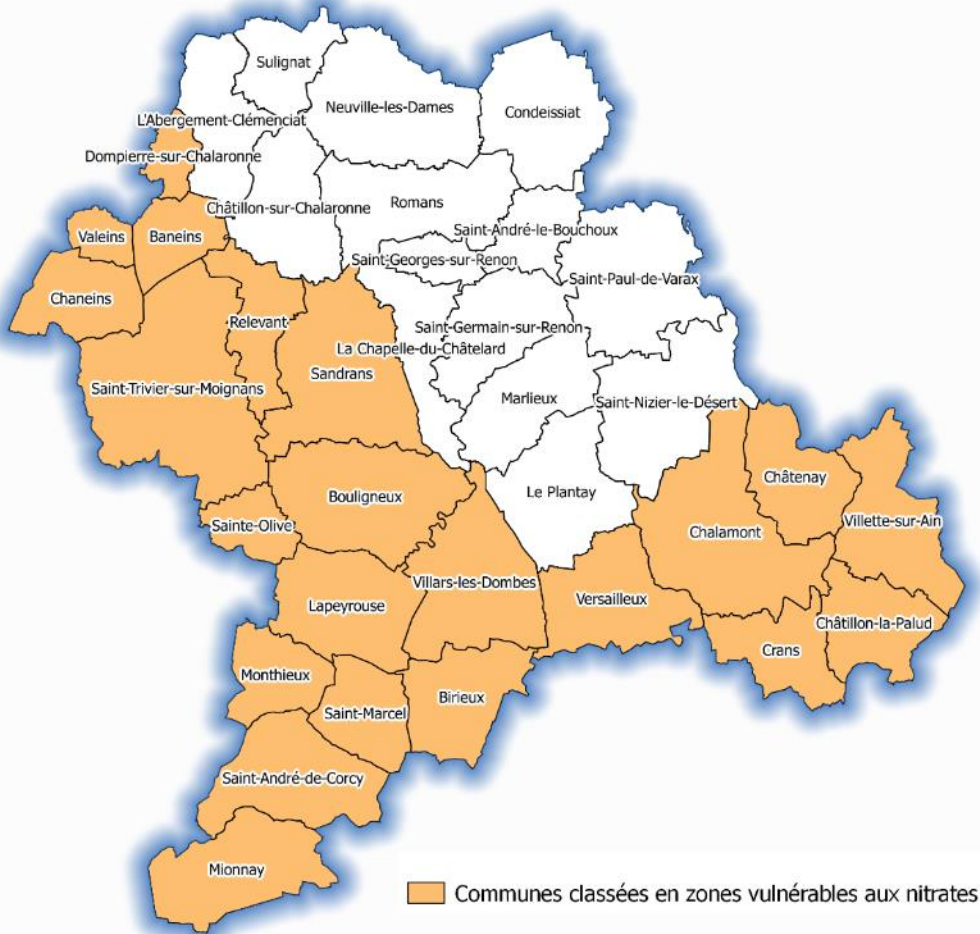 Sulignat
Neuville-les-Dames
Condeissiat
L'Abergement-Clémenciat
Dompierre-sur-Chalaronne
Châtillon-sur-Chalaronne
Romans
Saint-André-le-Bouchoux
Valeins
Baneins
Saint-Georges-sur-Renon
Saint-Paul-de-Varax
Chaneins
Relevant
Saint-Germain-sur-Renon
La Chapelle-du-Châtelard
Sandrans
Saint-Trivier-sur-Moignans
Marlieux
Saint-Nizier-le-Désert
Bouligneux
Le Plantay
Châtenay
Sainte-Olive
Chalamont
Villette-sur-Ain
Villars-les-Dombes
Lapeyrouse
Versailleux
Châtillon-la-Palud
Crans
Monthieux
Birieux
Saint-Marcel
Saint-André-de-Corcy
Mionnay
Communes classées en zones vulnérables aux nitrates